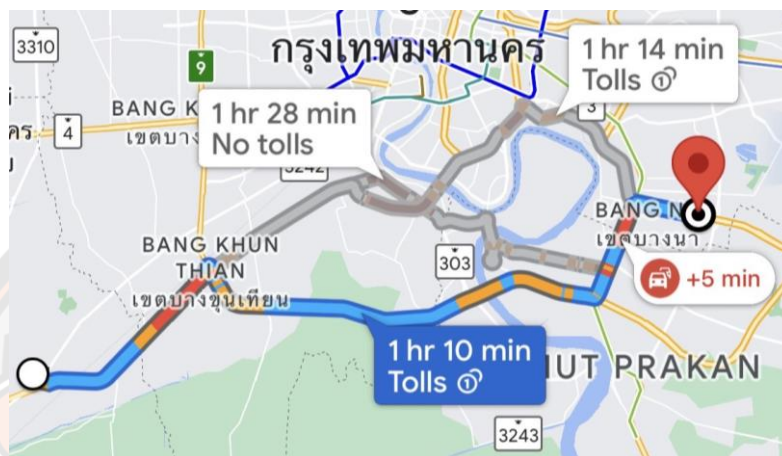 3310
9
กรุงเทพมหานคร
1 hr 14 min
Tolls
3
BANG K
เขตบาง
1 hr 28 min
No tolls
4
คร
3242
BANG N
เขตบางนา
BANG KHUN
THIAN
เขตบางขุนเทียน
303
+5 min
1 hr 10 min
Tolls
UT PRAKAN
3243